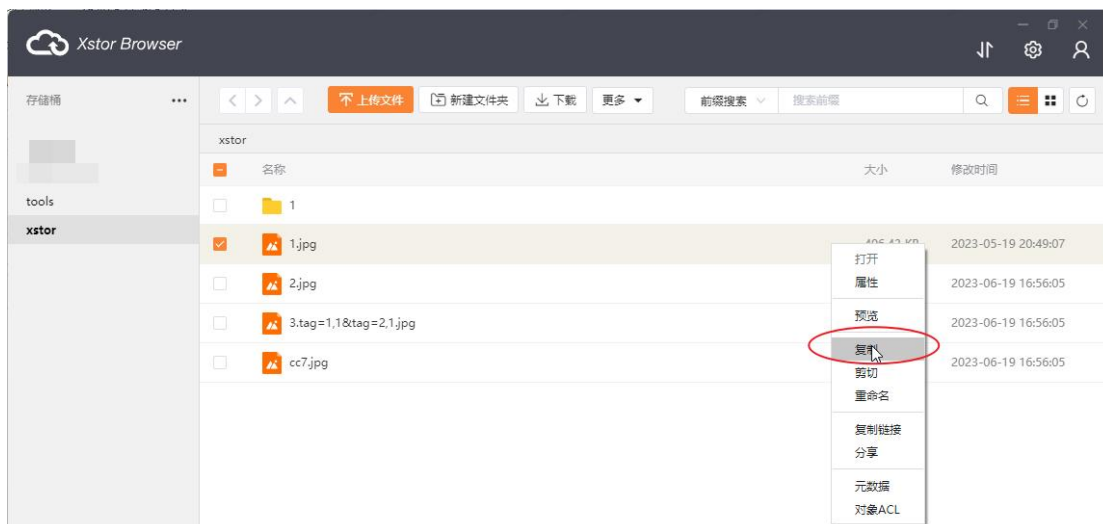 Xstor Browser
存储桶
上传文件 新建文件夹 下载 更多 前缀搜索 搜索前缀
xstor
名称 大小 修改时间
tools
1
xstor
1.jpg 2023-05-19 20:49:07
打开
2.jpg 属性 2023-06-19 16:56:05
预览
3.tag=1,1&tag=2,1.jpg 2023-06-19 16:56:05
复制
cc7.jpg 2023-06-19 16:56:05
剪切
重命名
复制链接
分享
元数据
对象ACL